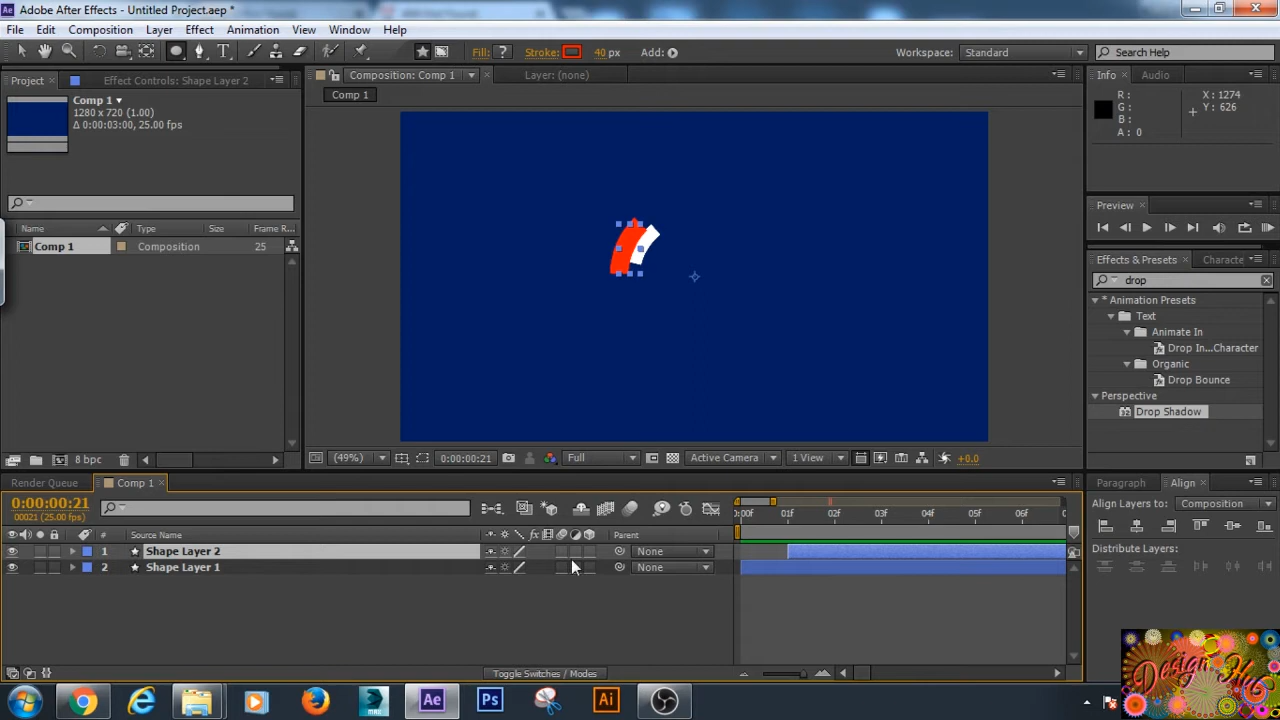 Adobe After Effects - Untitled Project.aep *
File Edit Composition Layer Effect Animation View Window Help
Fill: ? Stroke: 40 px Add:
Workspace: Standard
Search Help
Project Effect Controls: Shape Layer 2
Composition: Comp 1 Layer: (none)
Info Audio
Comp 1
Comp 1
1280 x 720 (1.00)
Δ 0:00:03:00, 25.00 fps
R :
G :
B :
A : 0
X : 1274
Y : 626
Preview
Name Type Frame R...
Comp 1 Composition 25
Effects & Presets Characte
drop
* Animation Presets
Text
Animate In
Drop In...Character
Organic
Drop Bounce
Perspective
Drop Shadow
8 bpc
(49%) 0:00:00:21 Full Active Camera 1 View +0.0
Render Queue Comp 1
Paragraph Align
0:00:00:21
00021 (25.00 fps)
Align Layers to: Composition
:00F 01f 02f 03f 04f 05f 06f
# Source Name Parent
1 Shape Layer 2 None
2 Shape Layer 1 None
Distribute Layers:
Toggle Switches / Modes
Design Hub
Ae Ps Ai